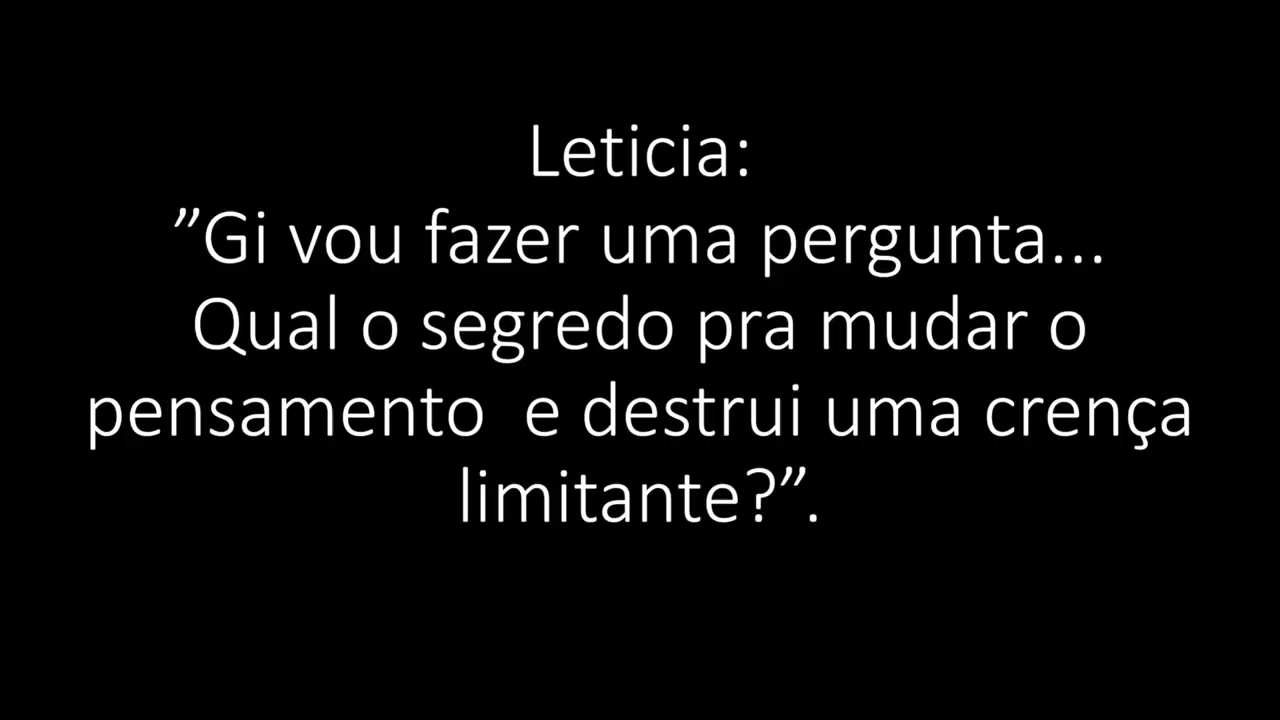 Leticia:
”Gi vou fazer uma pergunta...
Qual o segredo pra mudar o
pensamento  e destrui uma crença
limitante?”.